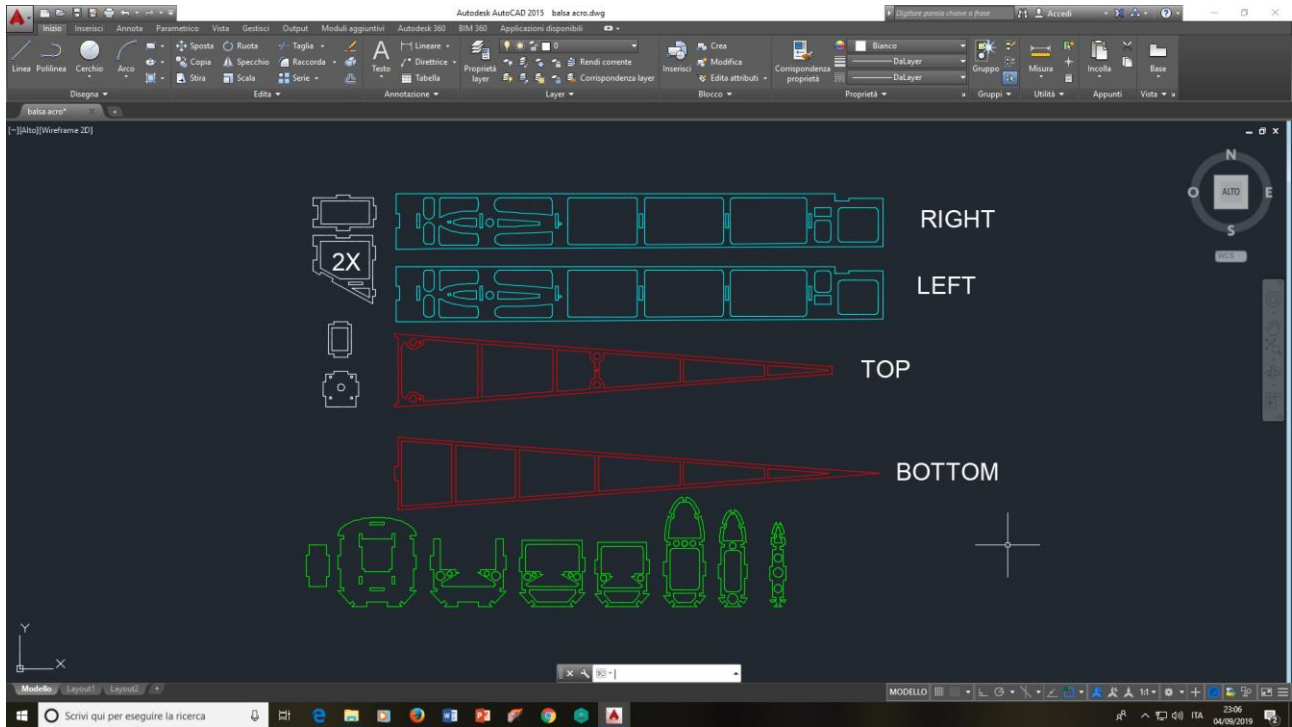 Autodesk AutoCAD 2015 balsa acro.dwg
Digitare parola chiave o frase
Accedi
Inizio Inserisci Annota Parametrico Vista Gestisci Output Moduli aggiuntivi Autodesk 360 BIM 360 Applicazioni disponibili
Linea Polilinea Cerchio Arco
Sposta Ruota Taglia
Copia Specchio Raccorda
Stira Scala Serie
Testo
Lineare
Direttrice
Tabella
Proprietà layer
0
Rendi corrente
Corrispondenza layer
Inserisci
Crea
Modifica
Edita attributi
Corrispondenza proprietà
Bianco
DaLayer
DaLayer
Gruppo
Misura
Incolla
Base
Disegna Edita Annotazione Layer Blocco Proprietà Gruppi Utilità Appunti Vista
balsa acro*
[-][Alto][Wireframe 2D]
N
O ALTO E
S
WCS
RIGHT
2X
LEFT
TOP
BOTTOM
Y
X
Modello Layout1 Layout2
MODELLO
1:1
Scrivi qui per eseguire la ricerca
ITA
23:06
04/09/2019
2